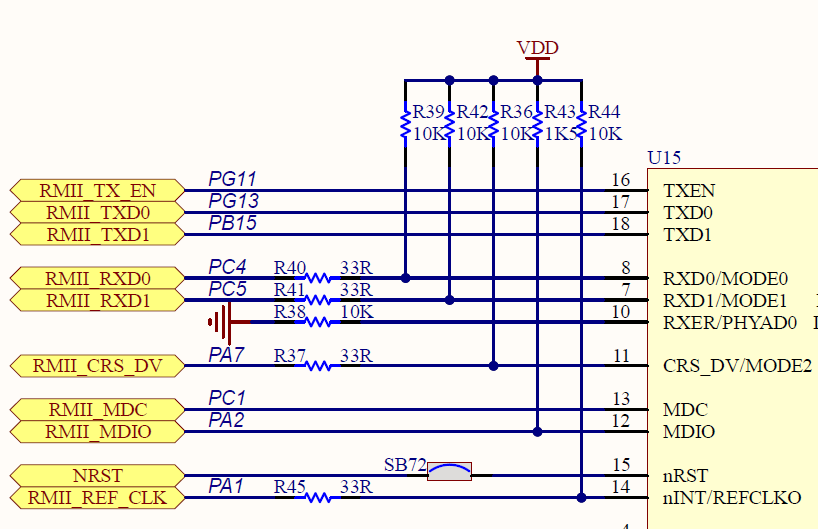 VDD
R39 R42 R36 R43 R44
10K 10K 10K 1K5 10K
U15
RMII_TX_EN PG11 16 TXEN
RMII_TXD0 PG13 17 TXD0
RMII_TXD1 PB15 18 TXD1
RMII_RXD0 PC4 R40 33R 8 RXD0/MODE0
RMII_RXD1 PC5 R41 33R 7 RXD1/MODE1
R38 10K 10 RXER/PHYAD0
RMII_CRS_DV PA7 R37 33R 11 CRS_DV/MODE2
RMII_MDC PC1 13 MDC
RMII_MDIO PA2 12 MDIO
NRST SB72 15 nRST
RMII_REF_CLK PA1 R45 33R 14 nINT/REFCLKO